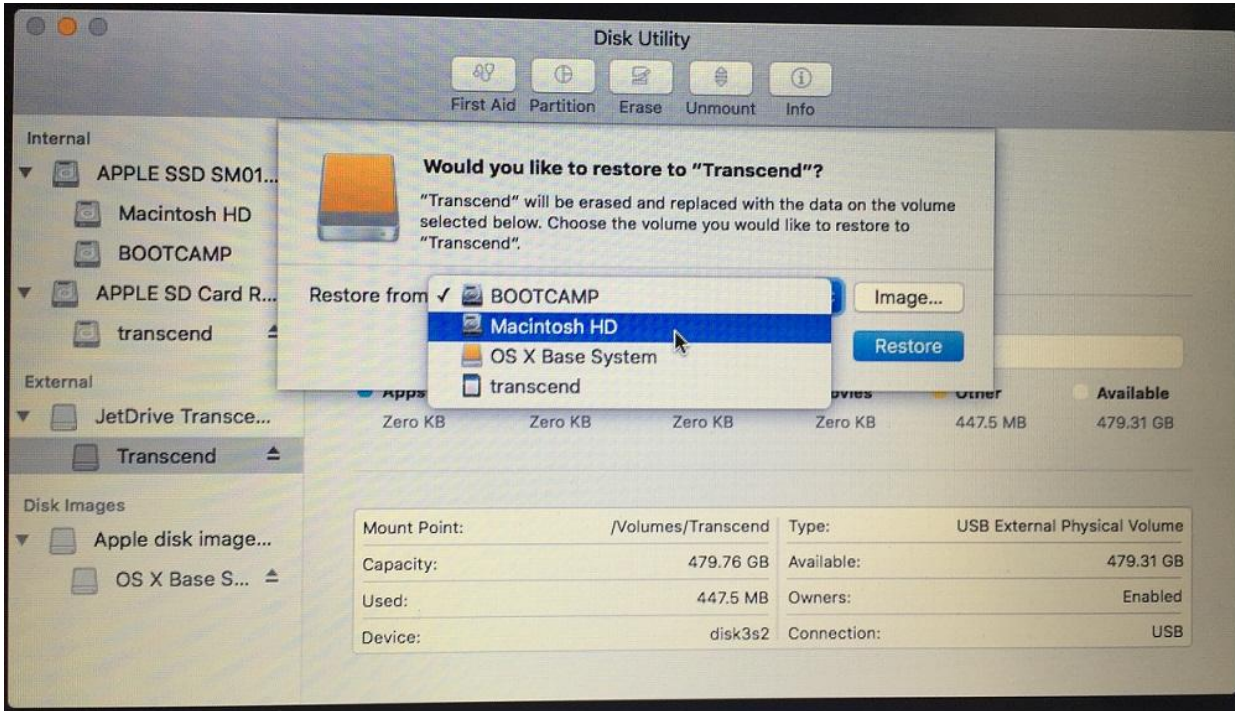 Disk Utility
First Aid Partition Erase Unmount Info
Internal
APPLE SSD SM01...
Macintosh HD
BOOTCAMP
APPLE SD Card R...
transcend
External
JetDrive Transce...
Transcend
Disk Images
Apple disk image...
OS X Base S...
Would you like to restore to "Transcend"?
"Transcend" will be erased and replaced with the data on the volume
selected below. Choose the volume you would like to restore to
"Transcend".
Restore from
✓ BOOTCAMP
Macintosh HD
OS X Base System
transcend
Image...
Restore
Apps Other Available
Zero KB Zero KB Zero KB Zero KB 447.5 MB 479.31 GB
Mount Point: /Volumes/Transcend Type: USB External Physical Volume
Capacity: 479.76 GB Available: 479.31 GB
Used: 447.5 MB Owners: Enabled
Device: disk3s2 Connection: USB